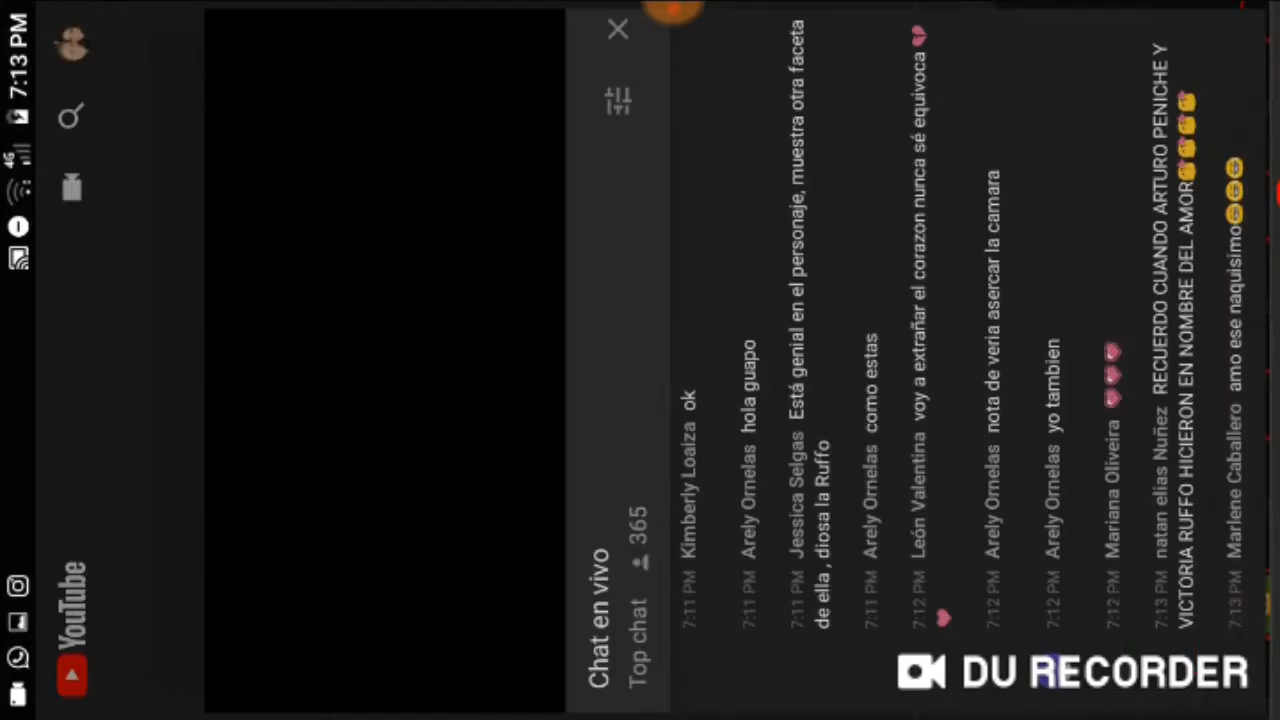 4G 7:13 PM
YouTube
Chat en vivo
Top chat 365
7:11 PM Kimberly Loaiza ok
7:11 PM Arely Ornelas hola guapo
7:11 PM Jessica Selgas Está genial en el personaje, muestra otra faceta
de ella , diosa la Ruffo
7:11 PM Arely Ornelas como estas
7:12 PM León Valentina voy a extrañar el corazon nunca sé equivoca 💔
❤
7:12 PM Arely Ornelas nota de veria asercar la camara
7:12 PM Arely Ornelas yo tambien
7:12 PM Mariana Oliveira 💗💗💗
7:13 PM natan elias Nuñez RECUERDO CUANDO ARTURO PENICHE Y
VICTORIA RUFFO HICIERON EN NOMBRE DEL AMOR
7:13 PM Marlene Caballero amo ese naquisimo
DU RECORDER